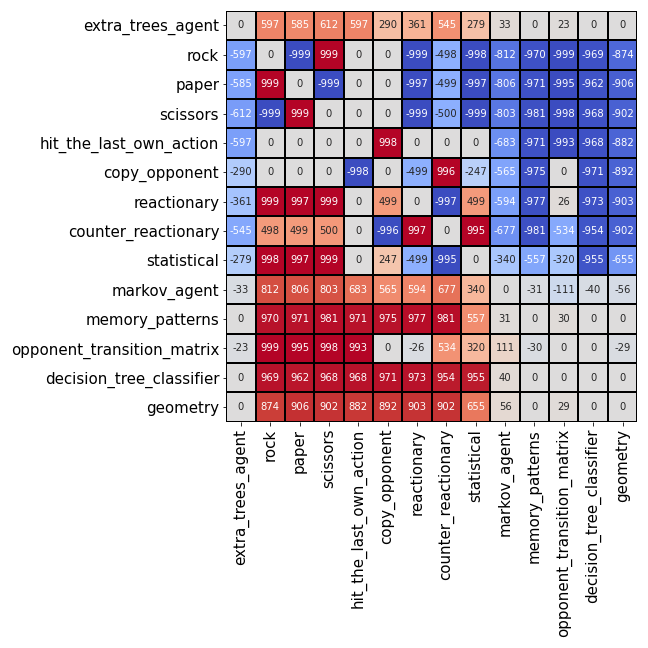 extra_trees_agent 0 597 585 612 597 290 361 545 279 33 0 23 0 0
rock -597 0 -999 999 0 0 -999 -498 -998 -812 -970 -999 -969 -874
paper -585 999 0 -999 0 0 -997 -499 -997 -806 -971 -995 -962 -906
scissors -612 -999 999 0 0 0 -999 -500 -999 -803 -981 -998 -968 -902
hit_the_last_own_action -597 0 0 0 0 998 0 0 0 -683 -971 -993 -968 -882
copy_opponent -290 0 0 0 -998 0 -499 996 -247 -565 -975 0 -971 -892
reactionary -361 999 997 999 0 499 0 -997 499 -594 -977 26 -973 -903
counter_reactionary -545 498 499 500 0 -996 997 0 995 -677 -981 -534 -954 -902
statistical -279 998 997 999 0 247 -499 -995 0 -340 -557 -320 -955 -655
markov_agent -33 812 806 803 683 565 594 677 340 0 -31 -111 -40 -56
memory_patterns 0 970 971 981 971 975 977 981 557 31 0 30 0 0
opponent_transition_matrix -23 999 995 998 993 0 -26 534 320 111 -30 0 0 -29
decision_tree_classifier 0 969 962 968 968 971 973 954 955 40 0 0 0 0
geometry 0 874 906 902 882 892 903 902 655 56 0 29 0 0
extra_trees_agent
rock
paper
scissors
hit_the_last_own_action
copy_opponent
reactionary
counter_reactionary
statistical
markov_agent
memory_patterns
opponent_transition_matrix
decision_tree_classifier
geometry